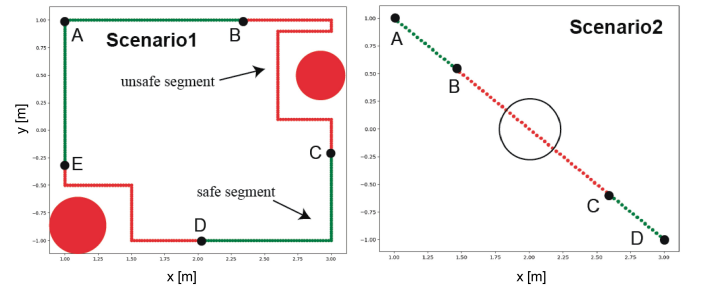 Scenario1
A
B
unsafe segment
C
E
safe segment
D
y [m]
1.00
0.75
0.50
0.25
0.00
−0.25
−0.50
−0.75
−1.00
1.00 1.25 1.50 1.75 2.00 2.25 2.50 2.75 3.00
x [m]
Scenario2
A
B
C
D
1.00
0.75
0.50
0.25
0.00
−0.25
−0.50
−0.75
−1.00
1.00 1.25 1.50 1.75 2.00 2.25 2.50 2.75 3.00
x [m]